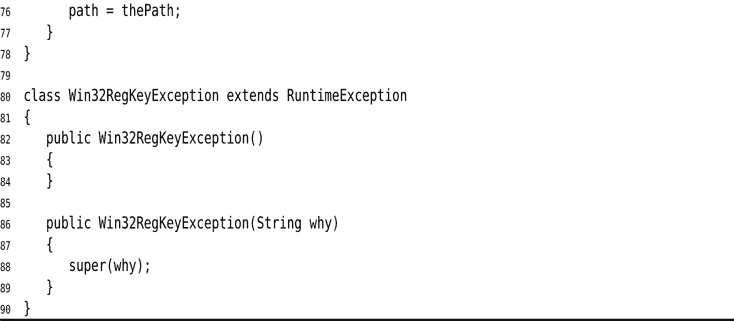 76 path = thePath;
77 }
78 }
79
80 class Win32RegKeyException extends RuntimeException
81 {
82 public Win32RegKeyException()
83 {
84 }
85
86 public Win32RegKeyException(String why)
87 {
88 super(why);
89 }
90 }